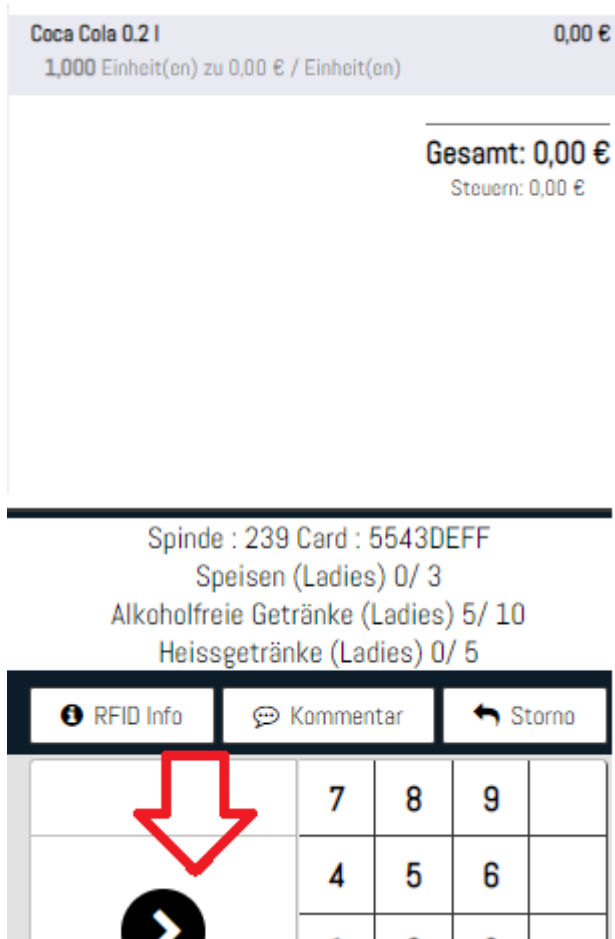 Coca Cola 0.2 l 0,00 €
1,000 Einheit(en) zu 0,00 € / Einheit(en)
Gesamt: 0,00 €
Steuern: 0,00 €
Spinde : 239 Card : 5543DEFF
Speisen (Ladies) 0/ 3
Alkoholfreie Getränke (Ladies) 5/ 10
Heissgetränke (Ladies) 0/ 5
RFID Info Kommentar Storno
7 8 9
4 5 6